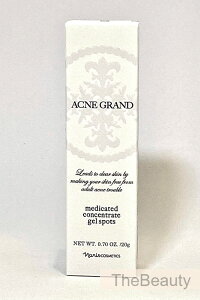 ACNE GRAND
Leads to clear skin by
making your skin free from
adult acne trouble
medicated
concentrate
gel spots
NET WT. 0.70 OZ. /20g
VernisCOSMETICS
TheBeauty